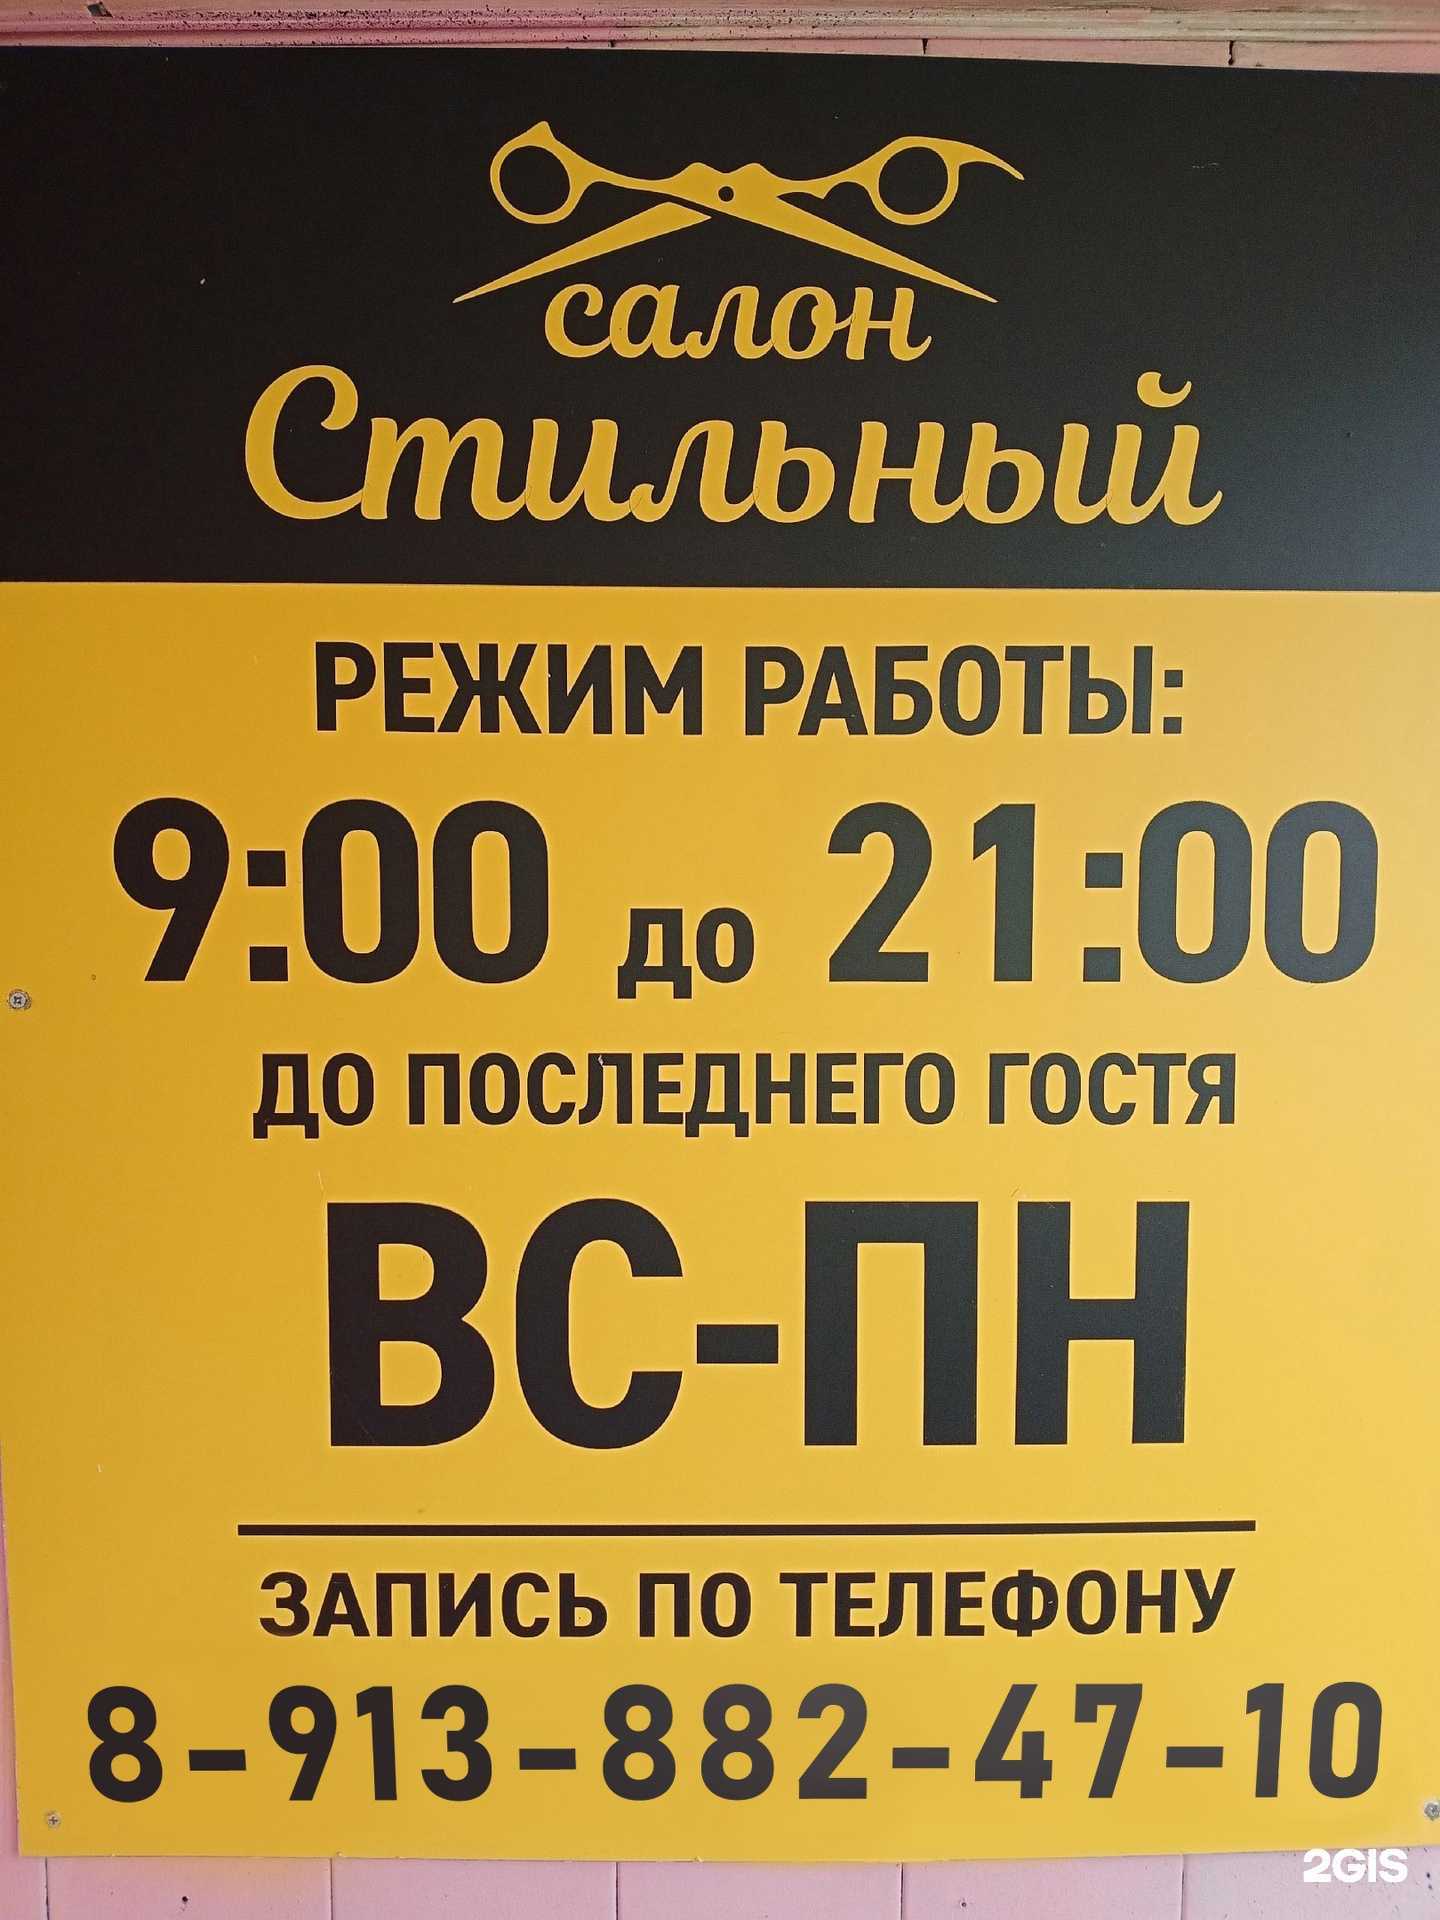 салон
Стильный
РЕЖИМ РАБОТЫ:
9:00 до 21:00
ДО ПОСЛЕДНЕГО ГОСТЯ
ВС-ПН
ЗАПИСЬ ПО ТЕЛЕФОНУ
8-913-882-47-10
2GIS